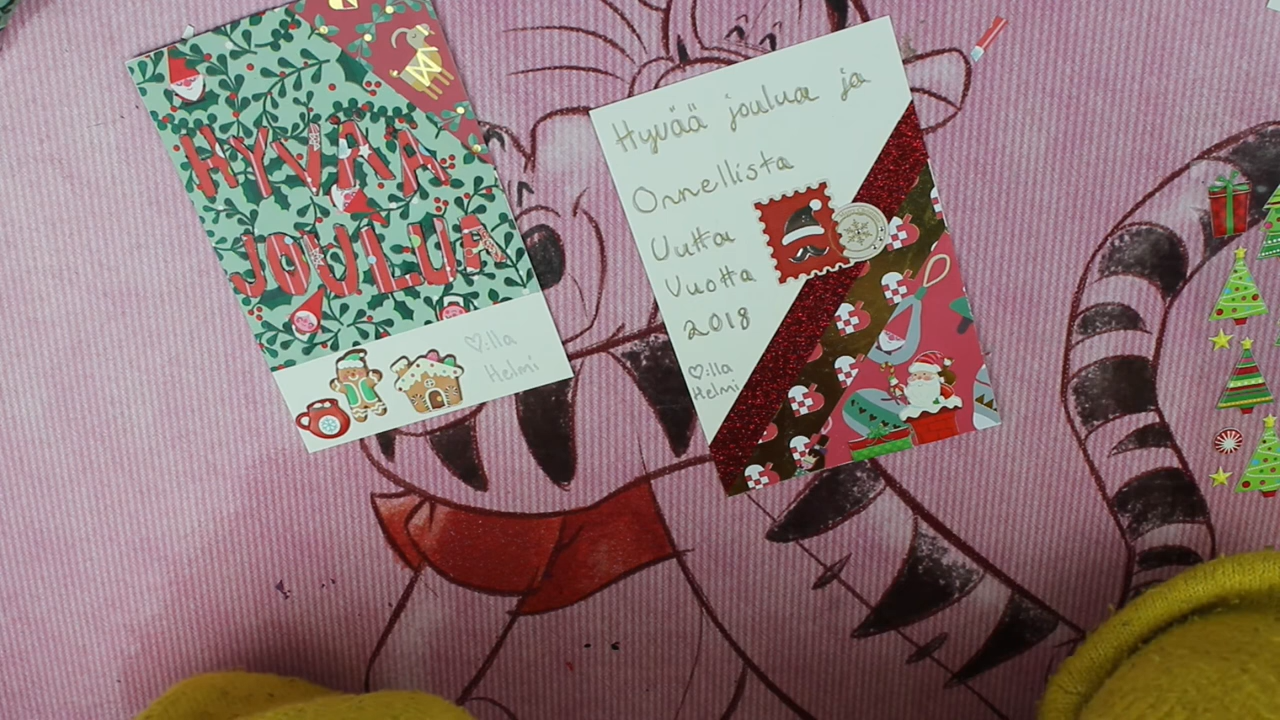 HYVÄÄ
JOULUA
♡:lla
Helmi
Hyvää joulua ja
Onnellista
Uutta
Vuotta
2018
♡:lla
Helmi